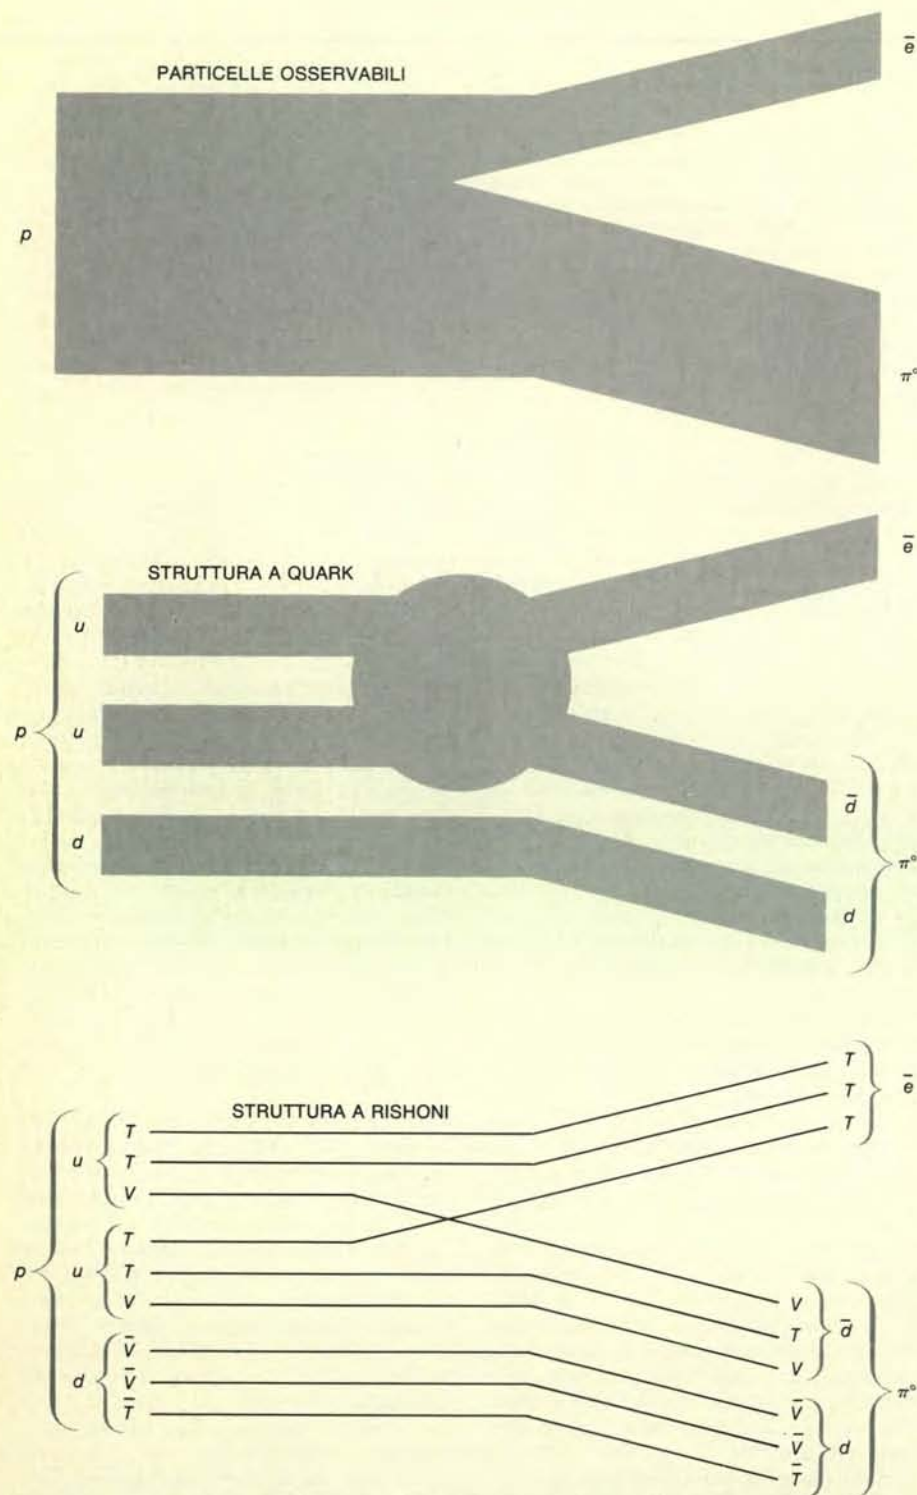 e̅
PARTICELLE OSSERVABILI
p
π°
e̅
STRUTTURA A QUARK
u
p
u
d̅
π°
d
d
T
e̅
T
STRUTTURA A RISHONI
T
T
u
T
V
T
p
u
T
V
V
T
d̅
V
V̅
V̅
d
V̅
T̅
π°
V̅
d
T̅